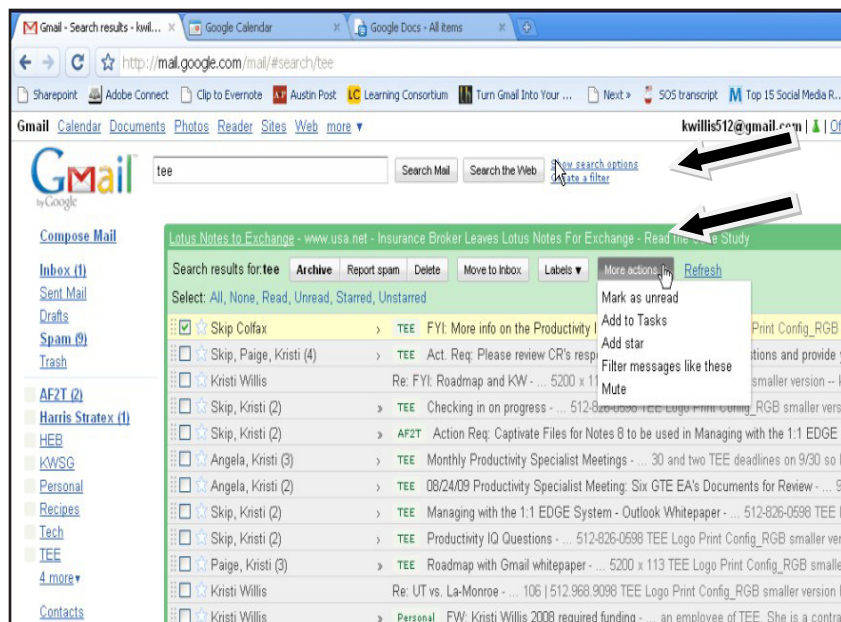 Gmail - Search results - kwil... × Google Calendar × Google Docs - All items ×
http://mail.google.com/mail/#search/tee
Sharepoint Adobe Connect Clip to Evernote Austin Post LC Learning Consortium Turn Gmail Into Your ... Next » SOS transcript M Top 15 Social Media R...
Gmail Calendar Documents Photos Reader Sites Web more ▼ kwillis512@gmail.com |
Gmail by Google tee Search Mail Search the Web Show search options
Create a filter
Compose Mail
Inbox (1)
Sent Mail
Drafts
Spam (9)
Trash
AF2T (2)
Harris Stratex (1)
HEB
KWSG
Personal
Recipes
Tech
TEE
4 more▼
Contacts
Lotus Notes to Exchange - www.usa.net - Insurance Broker Leaves Lotus Notes For Exchange - Read the Study
Search results for:tee Archive Report spam Delete Move to Inbox Labels ▼ More actions Refresh
Select: All, None, Read, Unread, Starred, Unstarred
Mark as unread
Add to Tasks
Add star
Filter messages like these
Mute
Skip Colfax › TEE FYI: More info on the Productivity Print Config_RGB
Skip, Paige, Kristi (4) › TEE Act. Req: Please review CR's and provide
Kristi Willis Re: FYI: Roadmap and KW - ... 5200 x smaller version --
Skip, Kristi (2) » TEE Checking in on progress - ... 512-826-0598 TEE Logo Print Config_RGB smaller
Skip, Kristi (2) » AF2T Action Req: Captivate Files for Notes 8 to be used in Managing with the 1:1 EDGE
Angela, Kristi (3) › TEE Monthly Productivity Specialist Meetings - ... 30 and two TEE deadlines on 9/30 so
Angela, Kristi (2) › TEE 08/24/09 Productivity Specialist Meeting: Six GTE EA's Documents for Review - ...
Skip, Kristi (2) › TEE Managing with the 1:1 EDGE System - Outlook Whitepaper - ... 512-826-0598 TEE
Skip, Kristi (2) › TEE Productivity IQ Questions - ... 512-826-0598 TEE Logo Print Config_RGB smaller
Paige, Kristi (3) » TEE Roadmap with Gmail whitepaper - ... 5200 x 113 TEE Logo Print Config_RGB
Kristi Willis Re: UT vs. La-Monroe - ... 106 | 512.968.9098 TEE Logo Print Config_RGB smaller version
Kristi Willis » Personal FW: Kristi Willis 2008 required funding - ... an employee of TEE. She is a